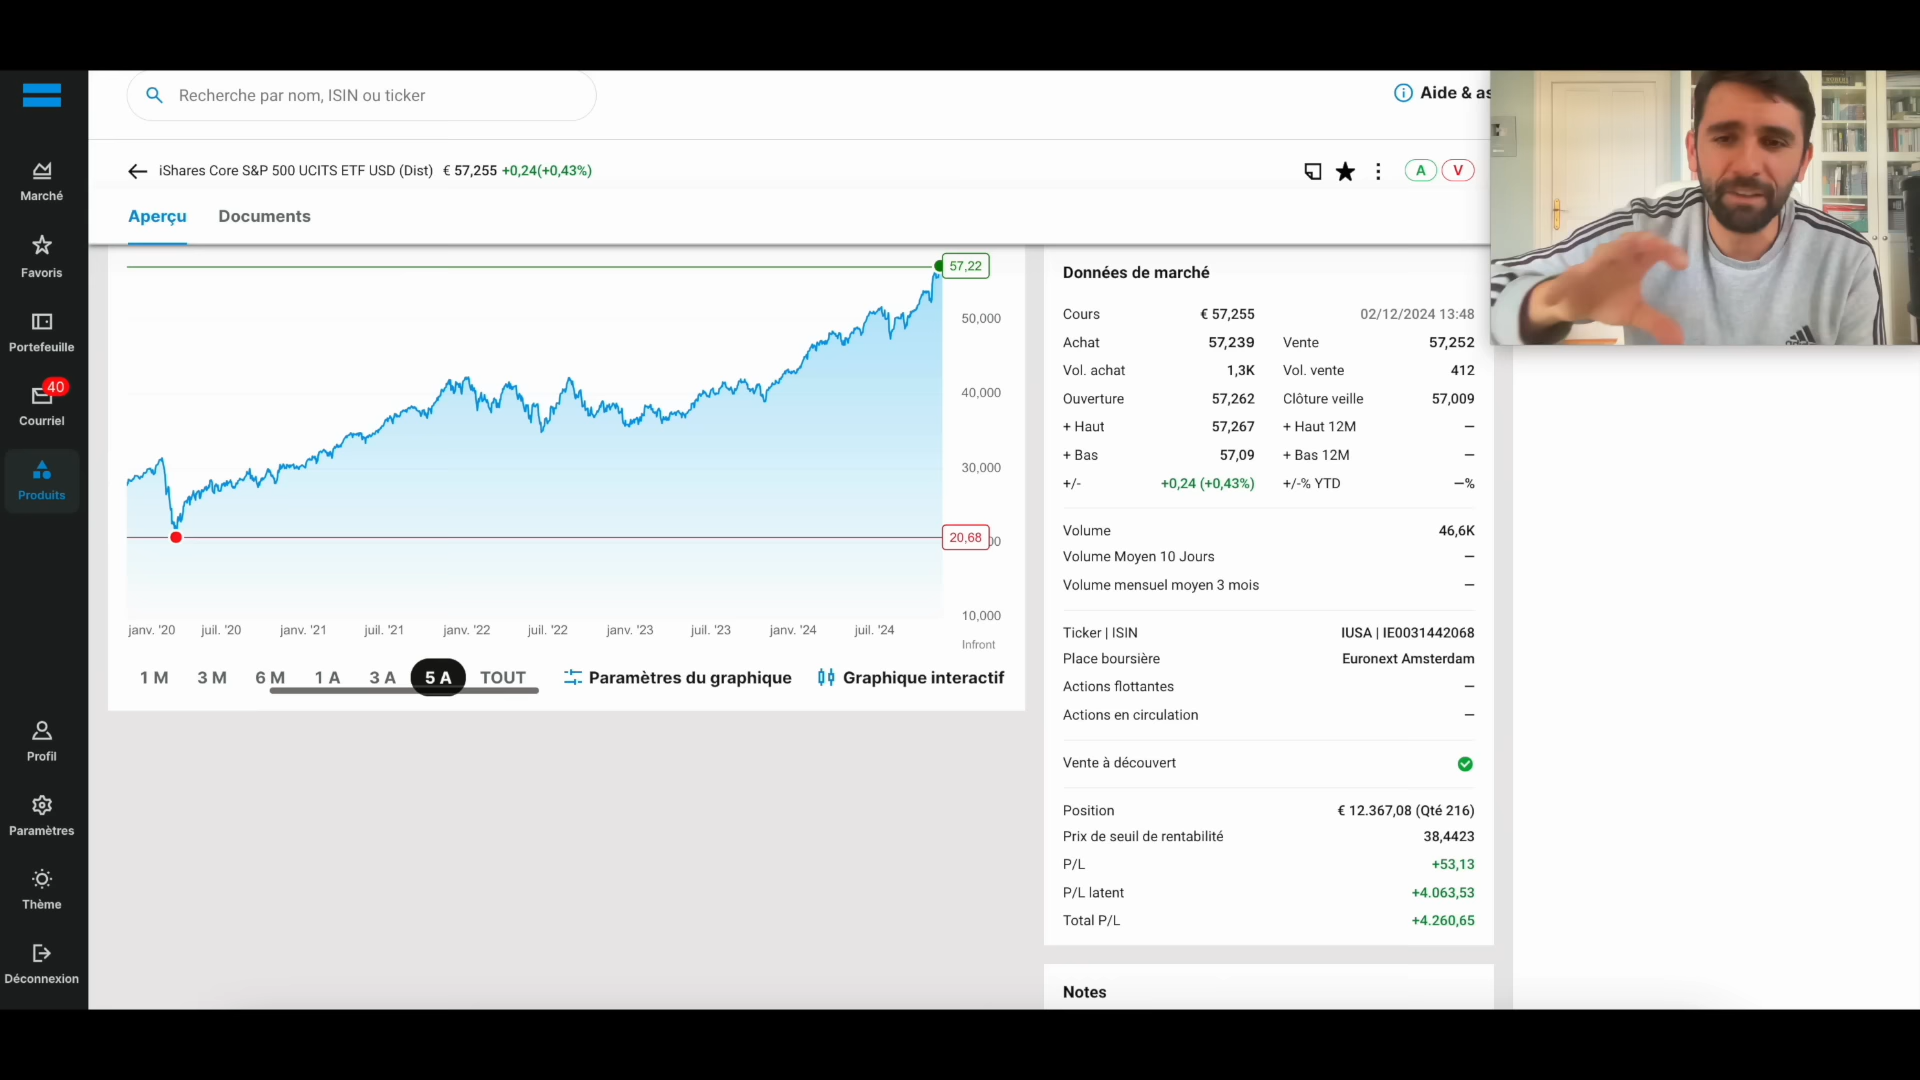 Recherche par nom, ISIN ou ticker
Aide & as
iShares Core S&P 500 UCITS ETF USD (Dist) € 57,255 +0,24(+0,43%)
A V
Aperçu Documents
Marché
Favoris
Portefeuille
40
Courriel
Produits
Profil
Paramètres
Thème
Déconnexion
57,22
50,000
40,000
30,000
20,68
00
10,000
janv. '20 juil. '20 janv. '21 juil. '21 janv. '22 juil. '22 janv. '23 juil. '23 janv. '24 juil. '24
Infront
1 M 3 M 6 M 1 A 3 A 5 A TOUT Paramètres du graphique Graphique interactif
Données de marché
Cours € 57,255 02/12/2024 13:48
Achat 57,239 Vente 57,252
Vol. achat 1,3K Vol. vente 412
Ouverture 57,262 Clôture veille 57,009
+ Haut 57,267 + Haut 12M —
+ Bas 57,09 + Bas 12M —
+/- +0,24 (+0,43%) +/-% YTD —%
Volume 46,6K
Volume Moyen 10 Jours —
Volume mensuel moyen 3 mois —
Ticker | ISIN IUSA | IE0031442068
Place boursière Euronext Amsterdam
Actions flottantes —
Actions en circulation —
Vente à découvert
Position € 12.367,08 (Qté 216)
Prix de seuil de rentabilité 38,4423
P/L +53,13
P/L latent +4.063,53
Total P/L +4.260,65
Notes